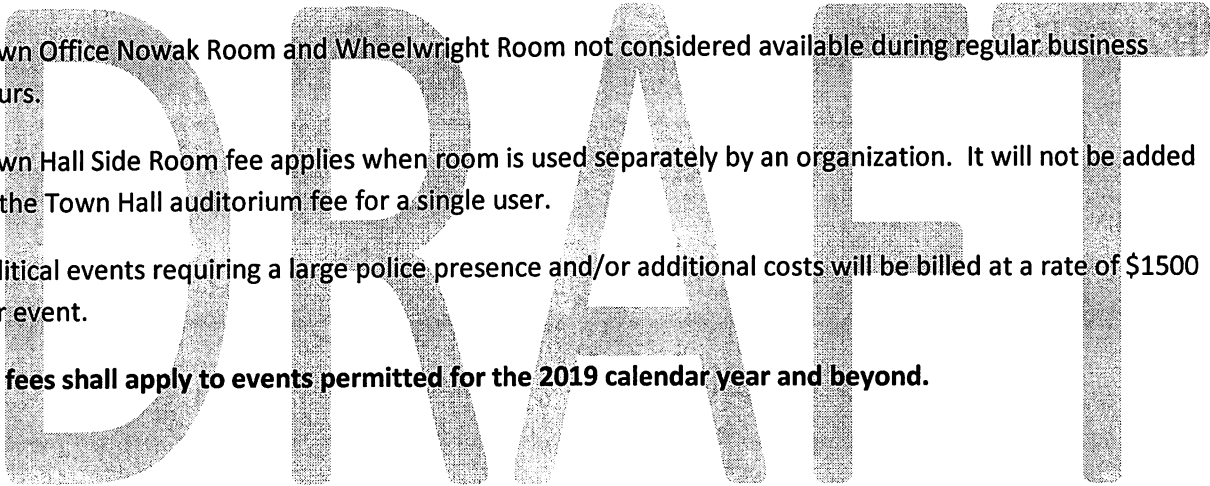 wn Office Nowak Room and Wheelwright Room not considered available during regular business
urs.
wn Hall Side Room fee applies when room is used separately by an organization. It will not be added
the Town Hall auditorium fee for a single user.
litical events requiring a large police presence and/or additional costs will be billed at a rate of $1500
r event.
fees shall apply to events permitted for the 2019 calendar year and beyond.
DRAFT